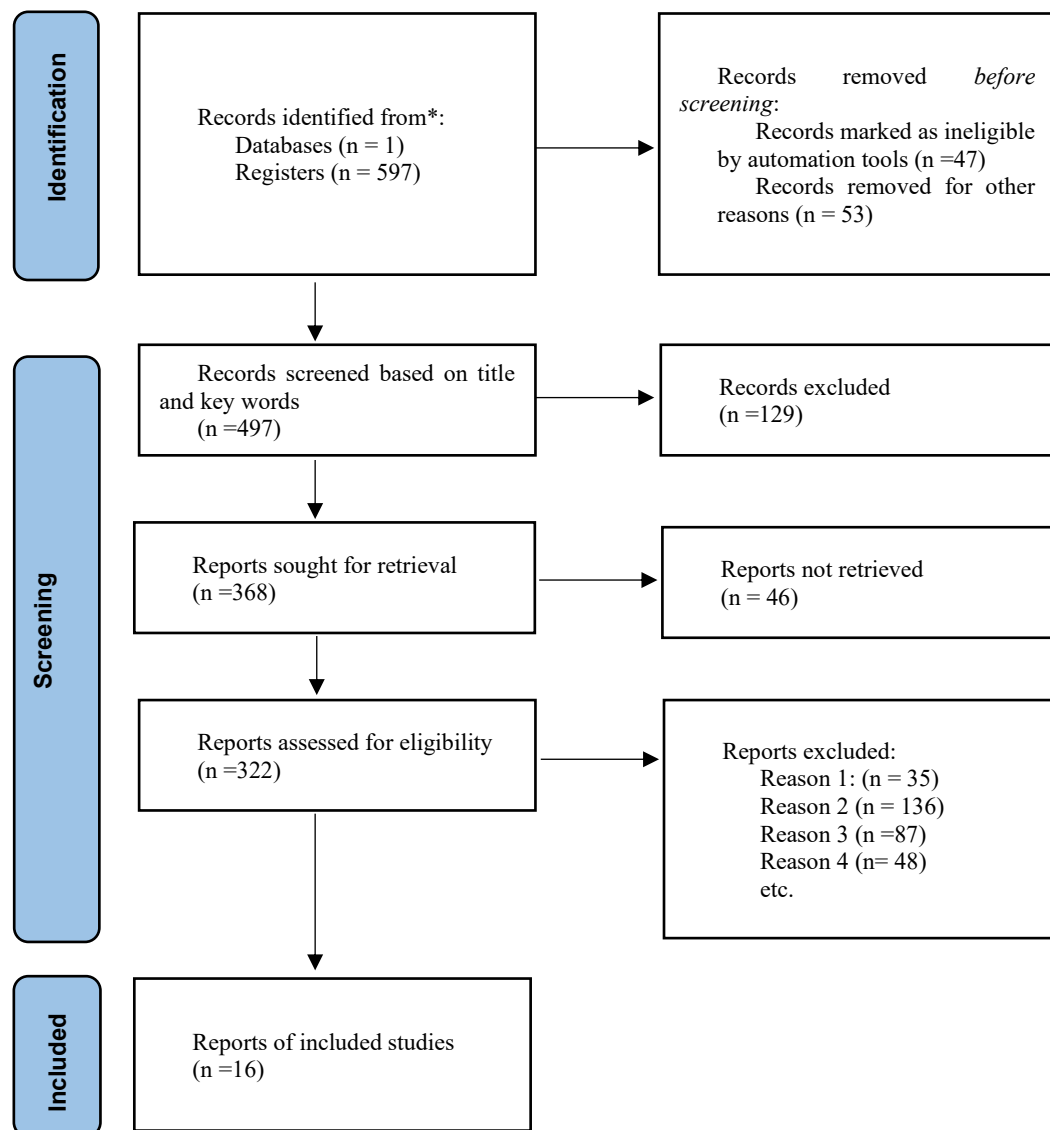 Identification
Records identified from*:
Databases (n = 1)
Registers (n = 597)
Records removed before
screening:
Records marked as ineligible
by automation tools (n =47)
Records removed for other
reasons (n = 53)
Screening
Records screened based on title
and key words
(n =497)
Records excluded
(n =129)
Reports sought for retrieval
(n =368)
Reports not retrieved
(n = 46)
Reports assessed for eligibility
(n =322)
Reports excluded:
Reason 1: (n = 35)
Reason 2 (n = 136)
Reason 3 (n =87)
Reason 4 (n= 48)
etc.
Included
Reports of included studies
(n =16)